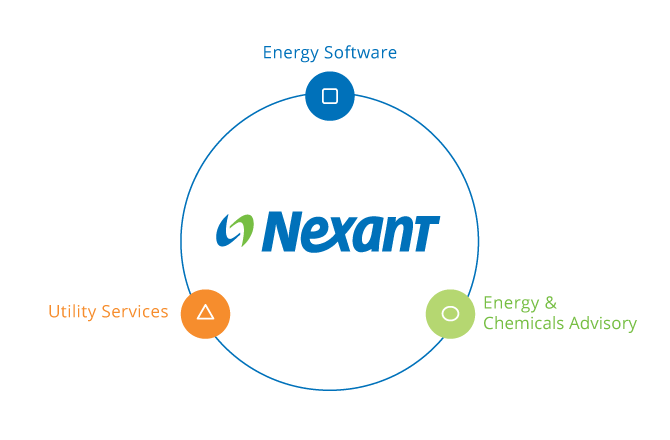 Energy Software
Nexant
Utility Services
Energy &
Chemicals Advisory